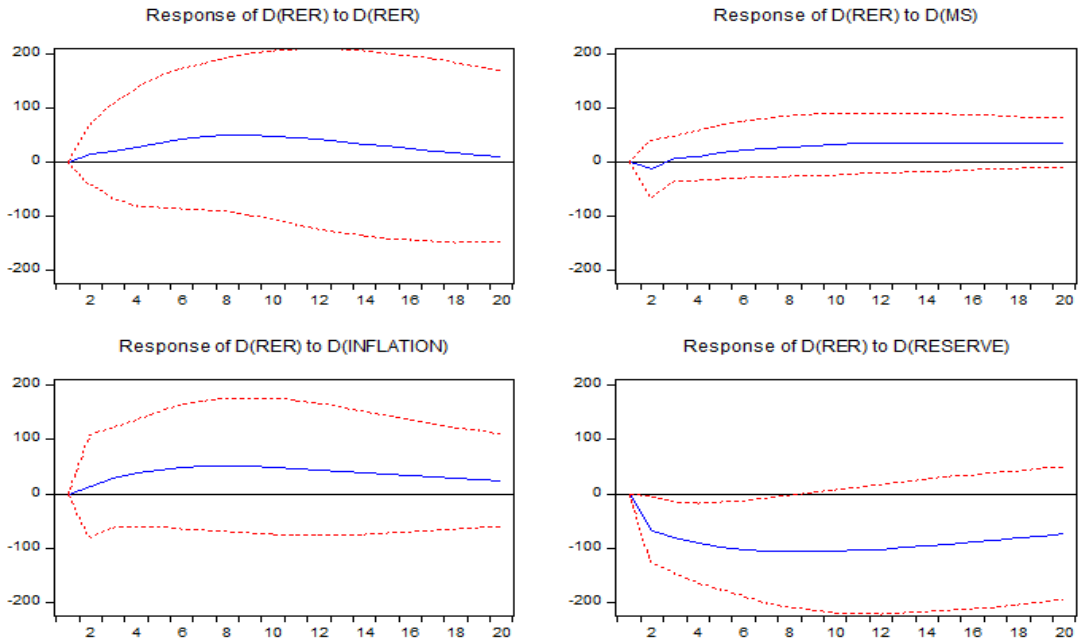 Response of D(RER) to D(RER)
200
100
0
-100
-200
2 4 6 8 10 12 14 16 18 20
Response of D(RER) to D(MS)
200
100
0
-100
-200
2 4 6 8 10 12 14 16 18 20
Response of D(RER) to D(INFLATION)
200
100
0
-100
-200
2 4 6 8 10 12 14 16 18 20
Response of D(RER) to D(RESERVE)
200
100
0
-100
-200
2 4 6 8 10 12 14 16 18 20